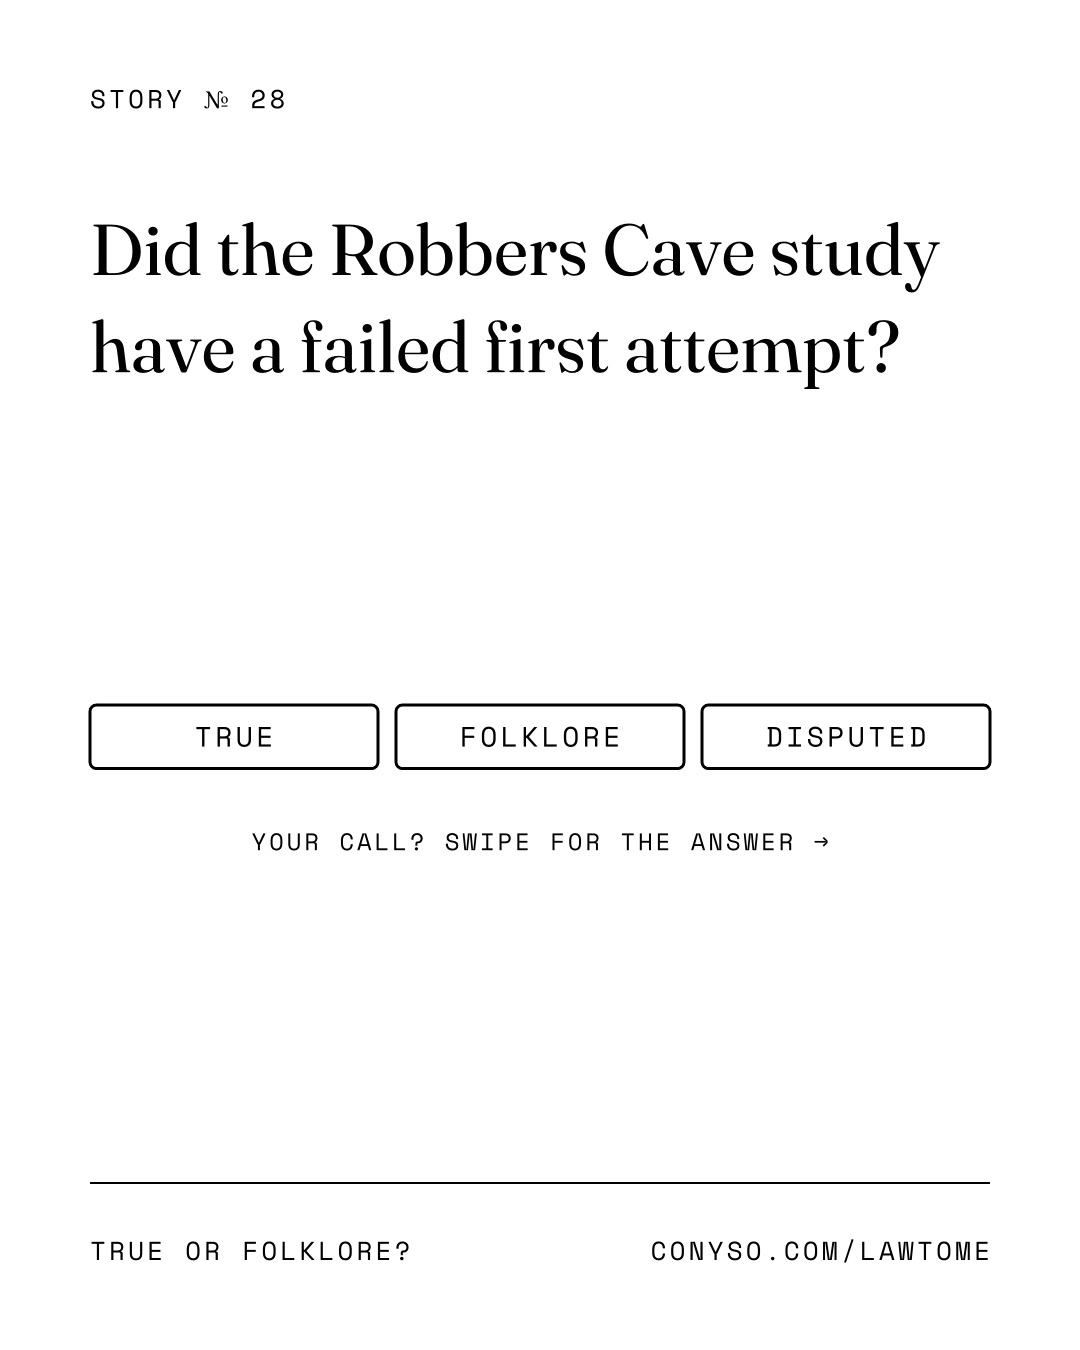 STORY № 28
Did the Robbers Cave study
have a failed first attempt?
TRUE
FOLKLORE
DISPUTED
YOUR CALL? SWIPE FOR THE ANSWER →
TRUE OR FOLKLORE?
CONYSO.COM/LAWTOME